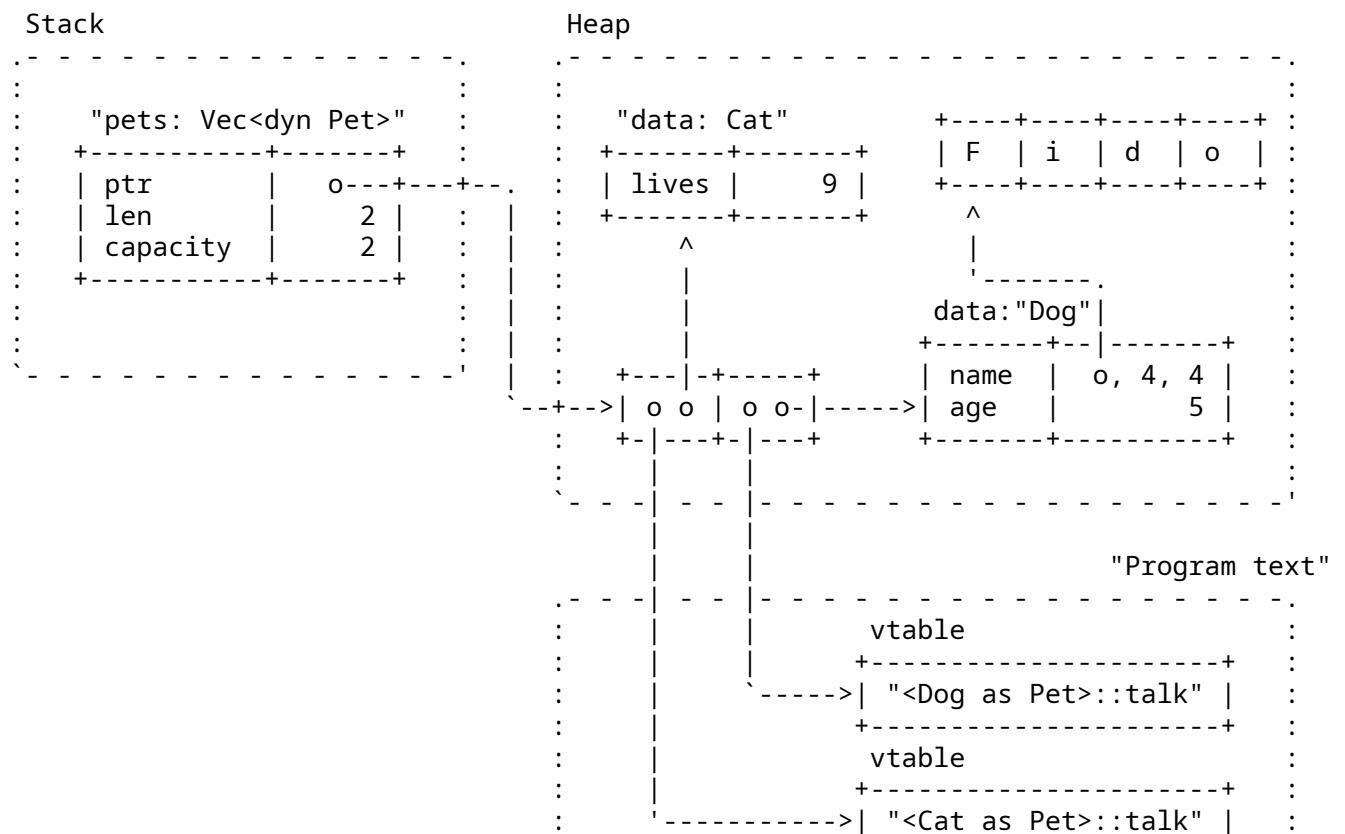 Stack
Heap
"pets: Vec<dyn Pet>"
"data: Cat"
F i d o
ptr o
lives 9
len 2
capacity 2
data:"Dog"
name o, 4, 4
o o o o
age 5
"Program text"
vtable
"<Dog as Pet>::talk"
vtable
"<Cat as Pet>::talk"